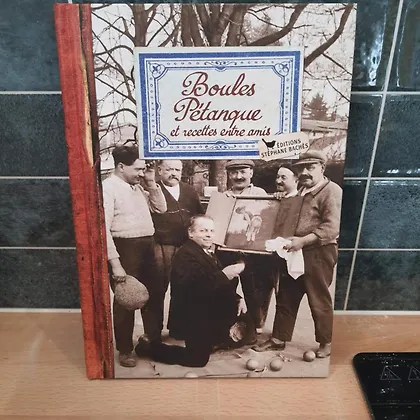 Boules
Pétanque
et recettes entre amis
EDITIONS
STÉPHANE BACHÈS